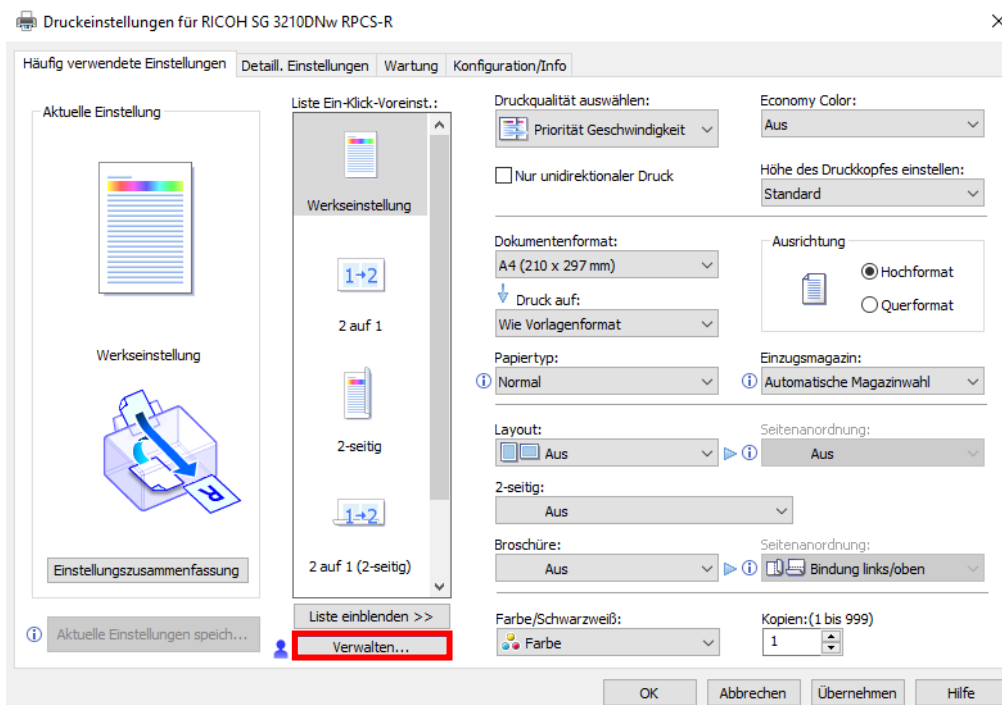 Druckeinstellungen für RICOH SG 3210DNw RPCS-R
Häufig verwendete Einstellungen
Detaill. Einstellungen
Wartung
Konfiguration/Info
Aktuelle Einstellung
Werkseinstellung
Einstellungszusammenfassung
Aktuelle Einstellungen speich...
Liste Ein-Klick-Voreinst.:
Werkseinstellung
1→2
2 auf 1
2-seitig
1→2
2 auf 1 (2-seitig)
Liste einblenden >>
Verwalten...
Druckqualität auswählen:
Priorität Geschwindigkeit
Economy Color:
Aus
Nur unidirektionaler Druck
Höhe des Druckkopfes einstellen:
Standard
Dokumentenformat:
A4 (210 x 297 mm)
Druck auf:
Wie Vorlagenformat
Ausrichtung
Hochformat
Querformat
Papiertyp:
Normal
Einzugsmagazin:
Automatische Magazinwahl
Layout:
Aus
Seitenanordnung:
Aus
2-seitig:
Aus
Broschüre:
Aus
Seitenanordnung:
Bindung links/oben
Farbe/Schwarzweiß:
Farbe
Kopien:(1 bis 999)
1
OK
Abbrechen
Übernehmen
Hilfe